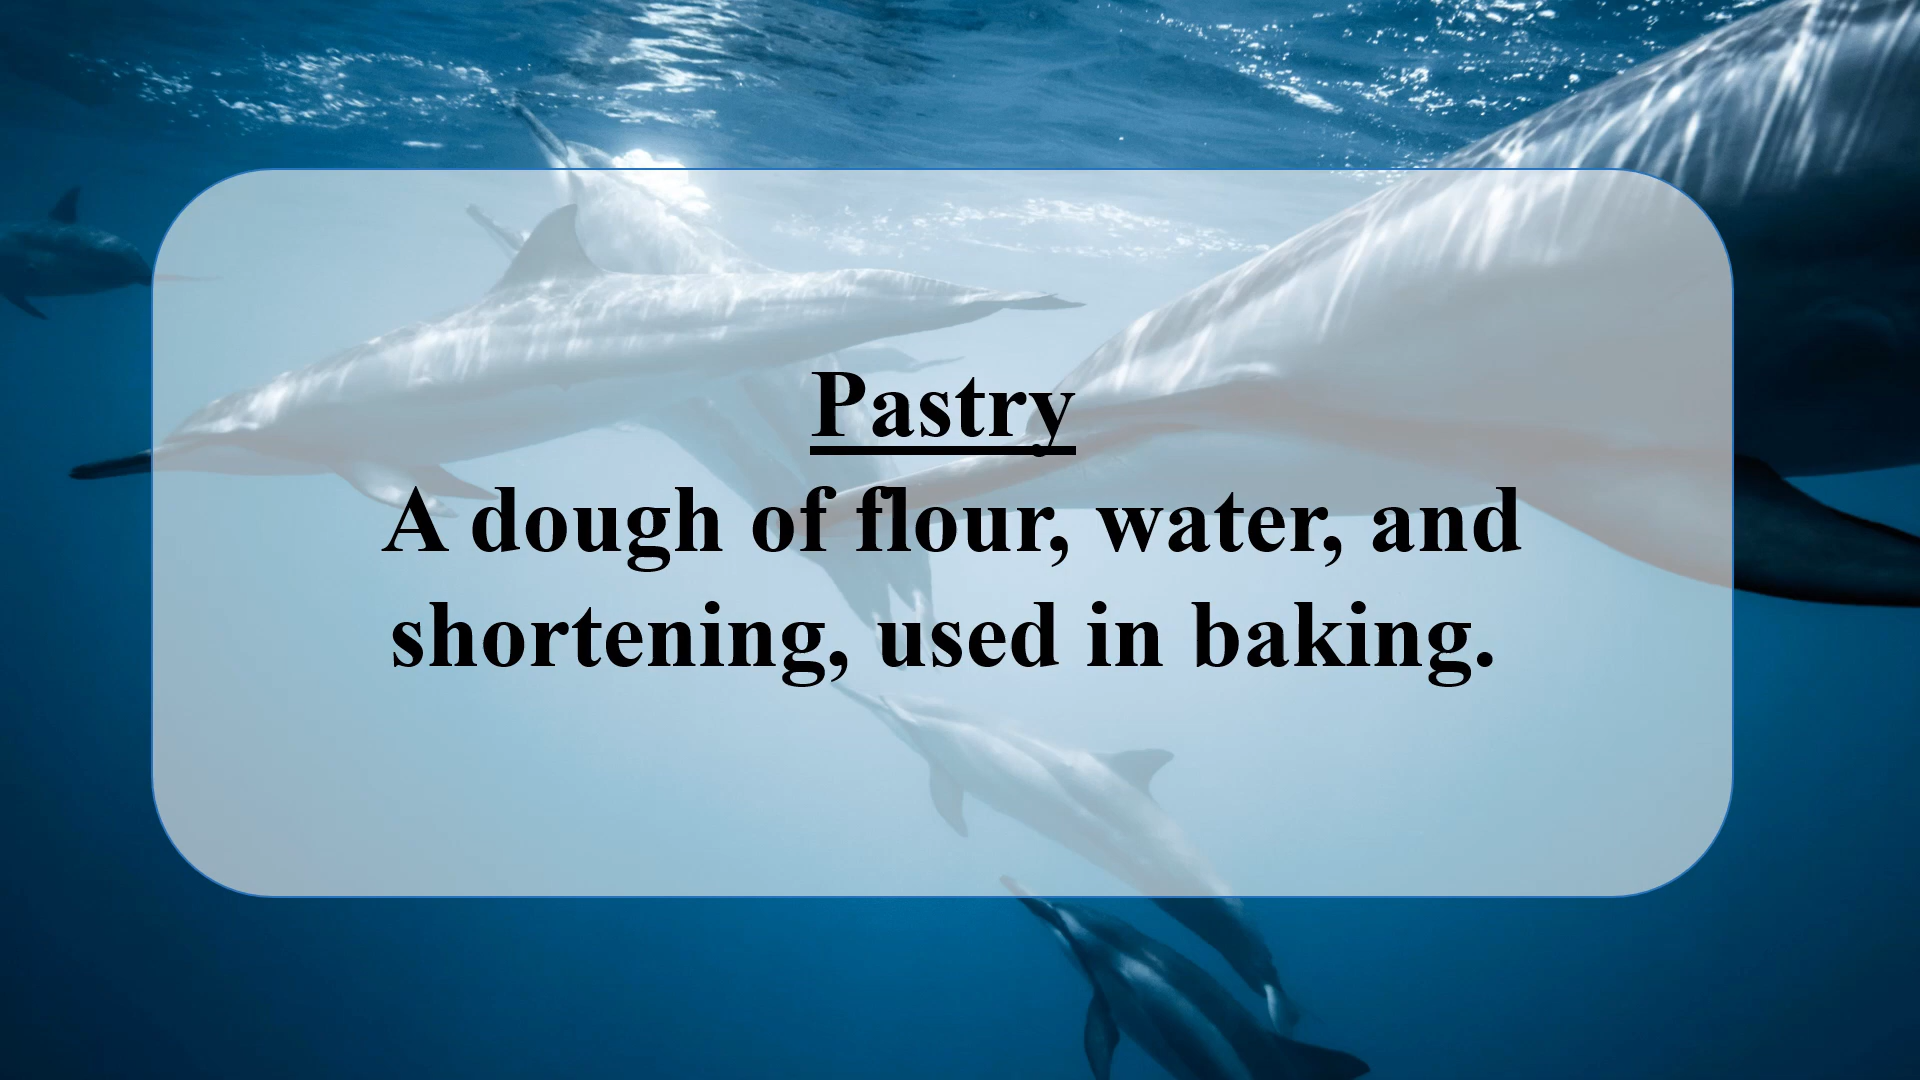 Pastry
A dough of flour, water, and
shortening, used in baking.